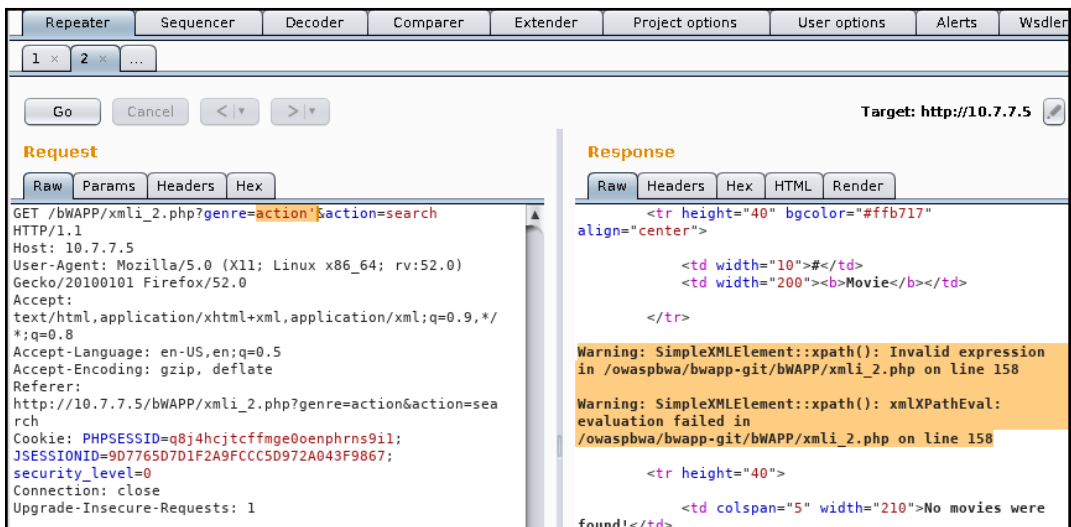 Repeater Sequencer Decoder Comparer Extender Project options User options Alerts Wsdler
1 × 2 × ...
Go Cancel < > Target: http://10.7.7.5
Request
Raw Params Headers Hex
GET /bWAPP/xmli_2.php?genre=action'&action=search
HTTP/1.1
Host: 10.7.7.5
User-Agent: Mozilla/5.0 (X11; Linux x86_64; rv:52.0)
Gecko/20100101 Firefox/52.0
Accept:
text/html,application/xhtml+xml,application/xml;q=0.9,*/
*;q=0.8
Accept-Language: en-US,en;q=0.5
Accept-Encoding: gzip, deflate
Referer:
http://10.7.7.5/bWAPP/xmli_2.php?genre=action&action=sea
rch
Cookie: PHPSESSID=q8j4hcjtcffmge0oenphrns9i1;
JSESSIONID=9D7765D7D1F2A9FCCC5D972A043F9867;
security_level=0
Connection: close
Upgrade-Insecure-Requests: 1
Response
Raw Headers Hex HTML Render
<tr height="40" bgcolor="#ffb717"
align="center">
<td width="10">#</td>
<td width="200"><b>Movie</b></td>
</tr>
Warning: SimpleXMLElement::xpath(): Invalid expression
in /owaspbwa/bwapp-git/bWAPP/xmli_2.php on line 158
Warning: SimpleXMLElement::xpath(): xmlXPathEval:
evaluation failed in
/owaspbwa/bwapp-git/bWAPP/xmli_2.php on line 158
<tr height="40">
<td colspan="5" width="210">No movies were
found!</td>